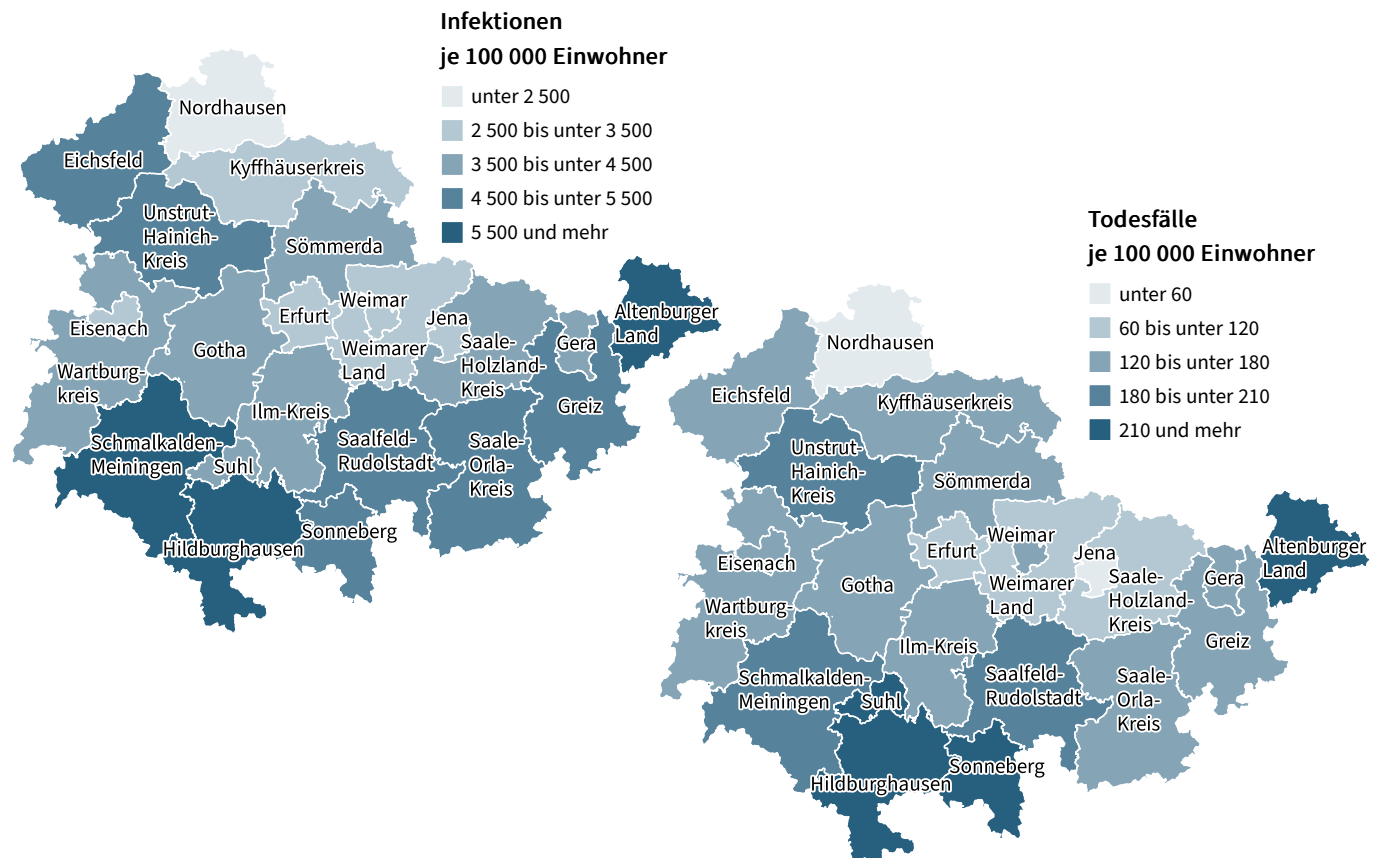 Infektionen
je 100 000 Einwohner
unter 2 500
2 500 bis unter 3 500
3 500 bis unter 4 500
4 500 bis unter 5 500
5 500 und mehr
Nordhausen
Eichsfeld
Kyffhäuserkreis
Unstrut-
Hainich-
Kreis
Sömmerda
Eisenach
Gotha
Erfurt
Weimar
Jena
Weimarer
Land
Saale-
Holzland-
Kreis
Gera
Altenburger
Land
Wartburg-
kreis
Ilm-Kreis
Greiz
Schmalkalden-
Meiningen
Suhl
Saalfeld-
Rudolstadt
Saale-
Orla-
Kreis
Sonneberg
Hildburghausen
Todesfälle
je 100 000 Einwohner
unter 60
60 bis unter 120
120 bis unter 180
180 bis unter 210
210 und mehr
Nordhausen
Eichsfeld
Kyffhäuserkreis
Unstrut-
Hainich-
Kreis
Sömmerda
Eisenach
Gotha
Erfurt
Weimar
Jena
Weimarer
Land
Saale-
Holzland-
Kreis
Gera
Altenburger
Land
Wartburg-
kreis
Ilm-Kreis
Greiz
Schmalkalden-
Meiningen
Suhl
Saalfeld-
Rudolstadt
Saale-
Orla-
Kreis
Sonneberg
Hildburghausen